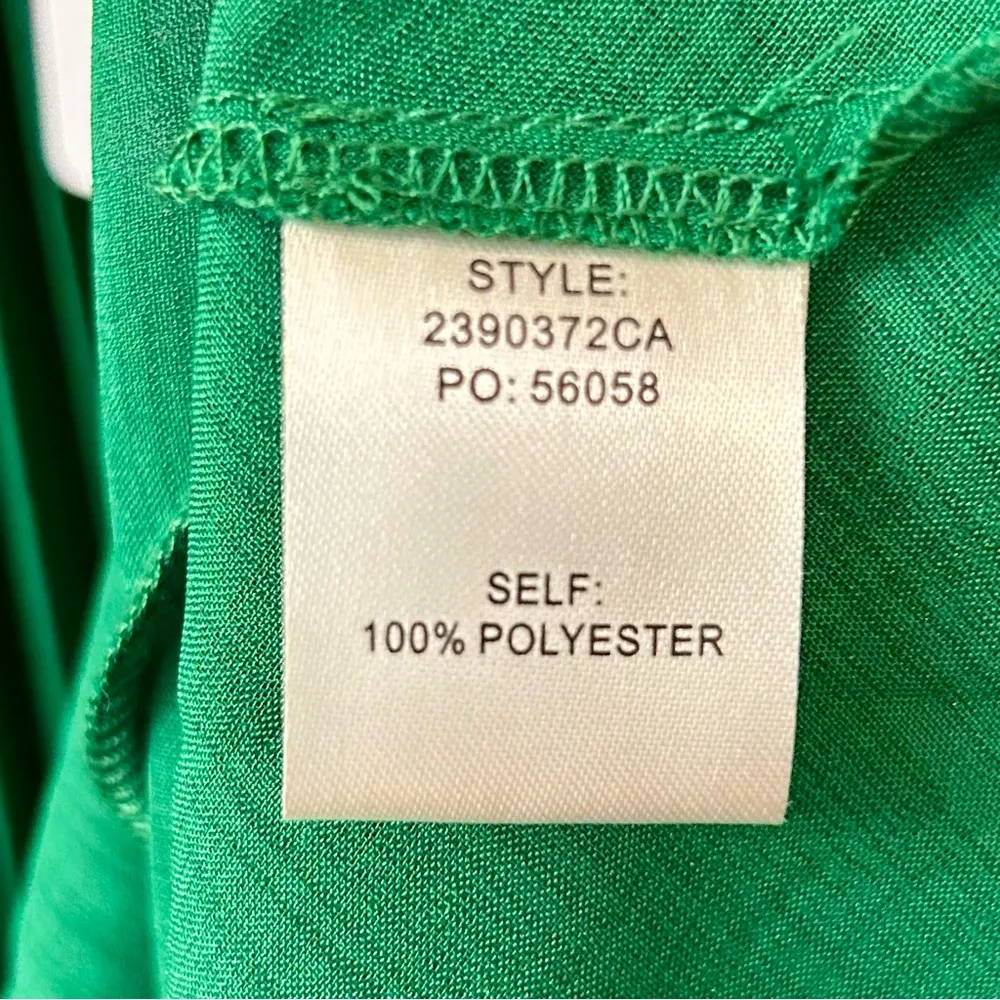 STYLE:
2390372CA
PO: 56058
SELF:
100% POLYESTER